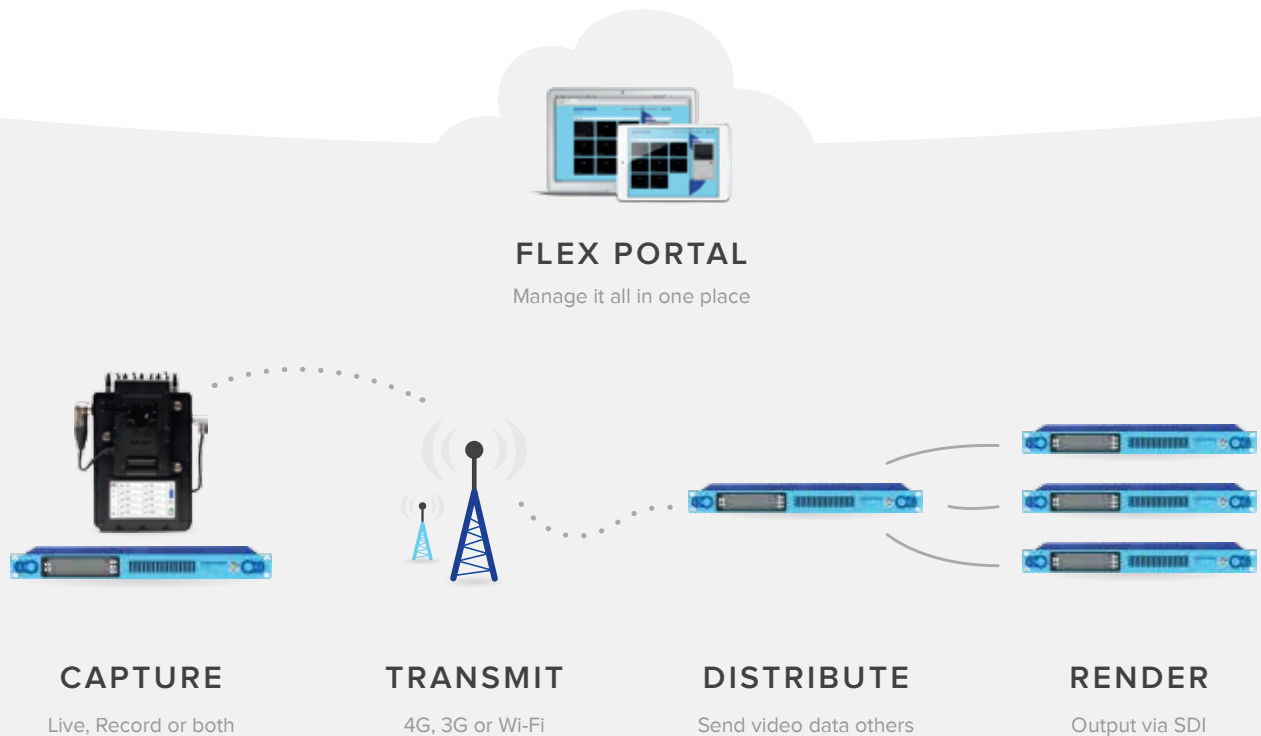 FLEX PORTAL
Manage it all in one place
CAPTURE
Live, Record or both
TRANSMIT
4G, 3G or Wi-Fi
DISTRIBUTE
Send video data others
RENDER
Output via SDI